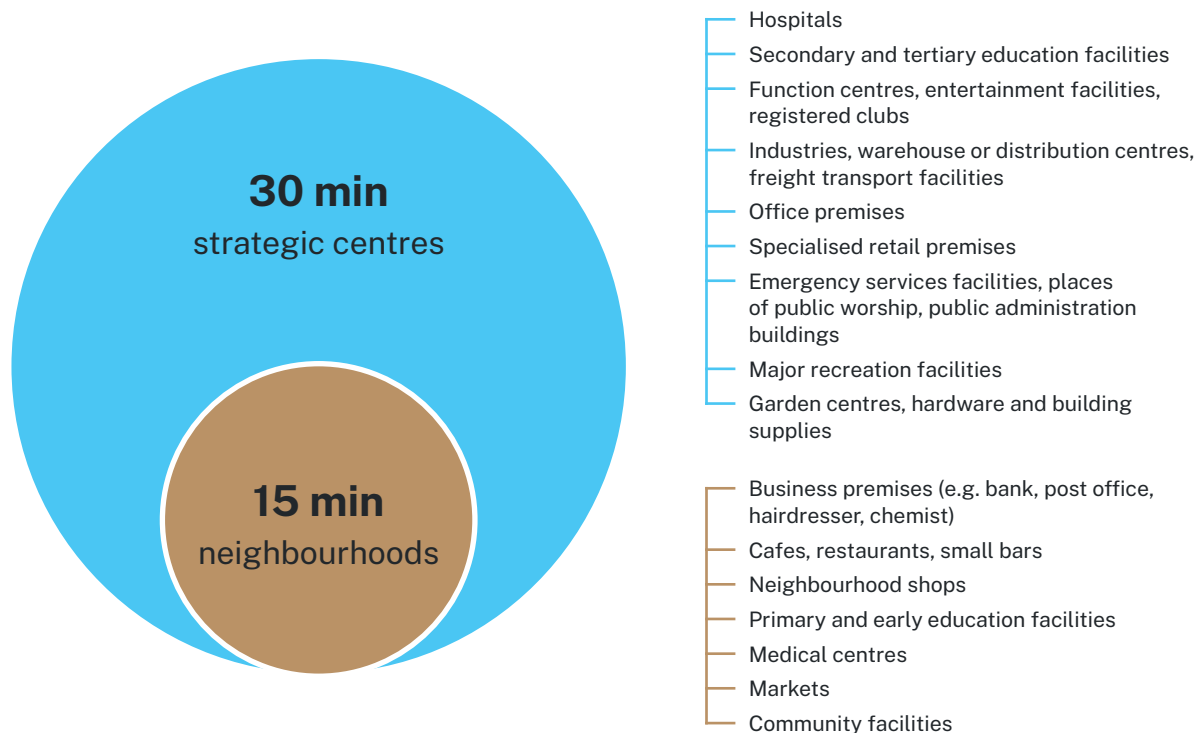 30 min
strategic centres
15 min
neighbourhoods
Hospitals
Secondary and tertiary education facilities
Function centres, entertainment facilities,
registered clubs
Industries, warehouse or distribution centres,
freight transport facilities
Office premises
Specialised retail premises
Emergency services facilities, places
of public worship, public administration
buildings
Major recreation facilities
Garden centres, hardware and building
supplies
Business premises (e.g. bank, post office,
hairdresser, chemist)
Cafes, restaurants, small bars
Neighbourhood shops
Primary and early education facilities
Medical centres
Markets
Community facilities